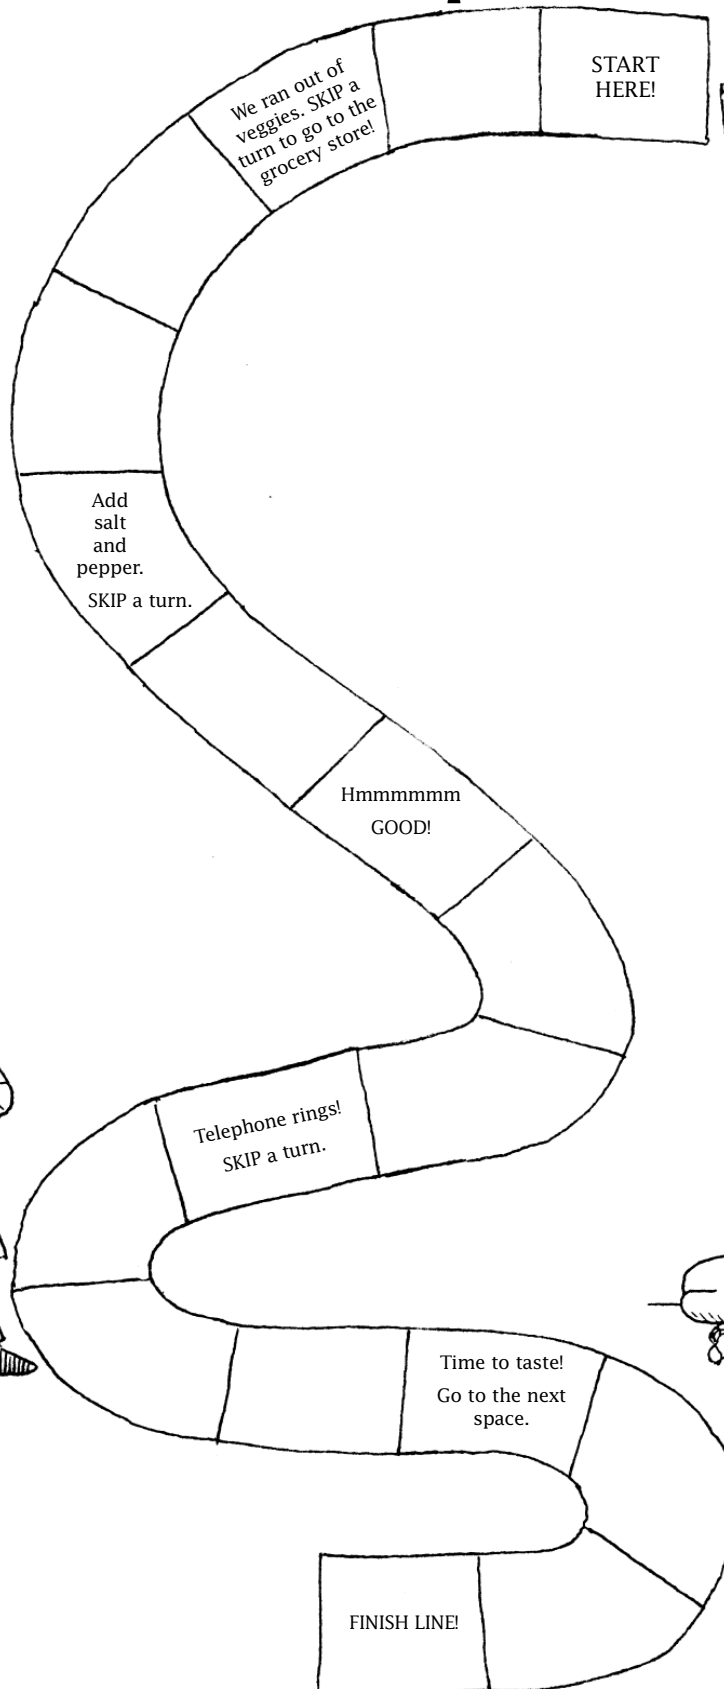 START
HERE!
We ran out of
veggies. SKIP a
turn to go to the
grocery store!
Add
salt
and
pepper.
SKIP a turn.
Hmmmmmm
GOOD!
Telephone rings!
SKIP a turn.
Time to taste!
Go to the next
space.
FINISH LINE!